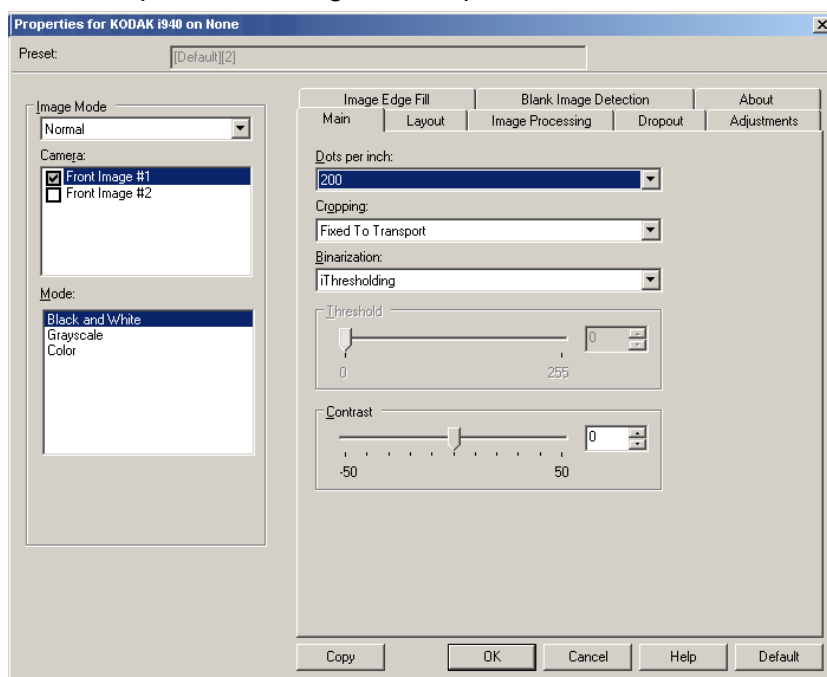 Properties for KODAK i940 on None
Preset:
[Default][2]
Image Mode
Normal
Camera:
Front Image #1
Front Image #2
Mode:
Black and White
Grayscale
Color
Image Edge Fill
Blank Image Detection
About
Main
Layout
Image Processing
Dropout
Adjustments
Dots per inch:
200
Cropping:
Fixed To Transport
Binarization:
iThresholding
Threshold
0
0
255
Contrast
0
-50
50
Copy
OK
Cancel
Help
Default